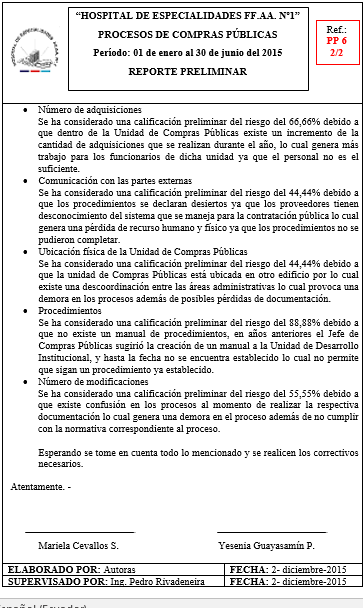 “HOSPITAL DE ESPECIALIDADES FF.AA. Nº1”
PROCESOS DE COMPRAS PÚBLICAS
Período: 01 de enero al 30 de junio del 2015
REPORTE PRELIMINAR
Ref.:
PP 6
2/2
• Número de adquisiciones
Se ha considerado una calificación preliminar del riesgo del 66,66% debido a
que dentro de la Unidad de Compras Públicas existe un incremento de la
cantidad de adquisiciones que se realizan durante el año, lo cual genera más
trabajo para los funcionarios de dicha unidad ya que el personal no es el
suficiente.
• Comunicación con las partes externas
Se ha considerado una calificación preliminar del riesgo del 44,44% debido a
que los procedimientos se declaran desiertos ya que los proveedores tienen
desconocimiento del sistema que se maneja para la contratación pública lo cual
genera una pérdida de recurso humano y físico ya que los procedimientos no se
pudieron completar.
• Ubicación física de la Unidad de Compras Públicas
Se ha considerado una calificación preliminar del riesgo del 44,44% debido a
que la unidad de Compras Públicas está ubicada en otro edificio por lo cual
existe una descoordinación entre las áreas administrativas lo cual provoca una
demora en los procesos además de posibles pérdidas de documentación.
• Procedimientos
Se ha considerado una calificación preliminar del riesgo del 88,88% debido a
que no existe un manual de procedimientos, en años anteriores el Jefe de
Compras Públicas sugirió la creación de un manual a la Unidad de Desarrollo
Institucional, y hasta la fecha no se encuentra establecido lo cual no permite
que sigan un procedimiento ya establecido.
• Número de modificaciones
Se ha considerado una calificación preliminar del riesgo del 55,55% debido a
que existe confusión en los procesos al momento de realizar la respectiva
documentación lo cual genera una demora en el proceso además de no cumplir
con la normativa correspondiente al proceso.
Esperando se tome en cuenta todo lo mencionado y se realicen los correctivos
necesarios.
Atentamente. -
Mariela Cevallos S. Yesenia Guayasamín P.
ELABORADO POR: Autoras FECHA: 2- diciembre-2015
SUPERVISADO POR: Ing. Pedro Rivadeneira FECHA: 2- diciembre-2015